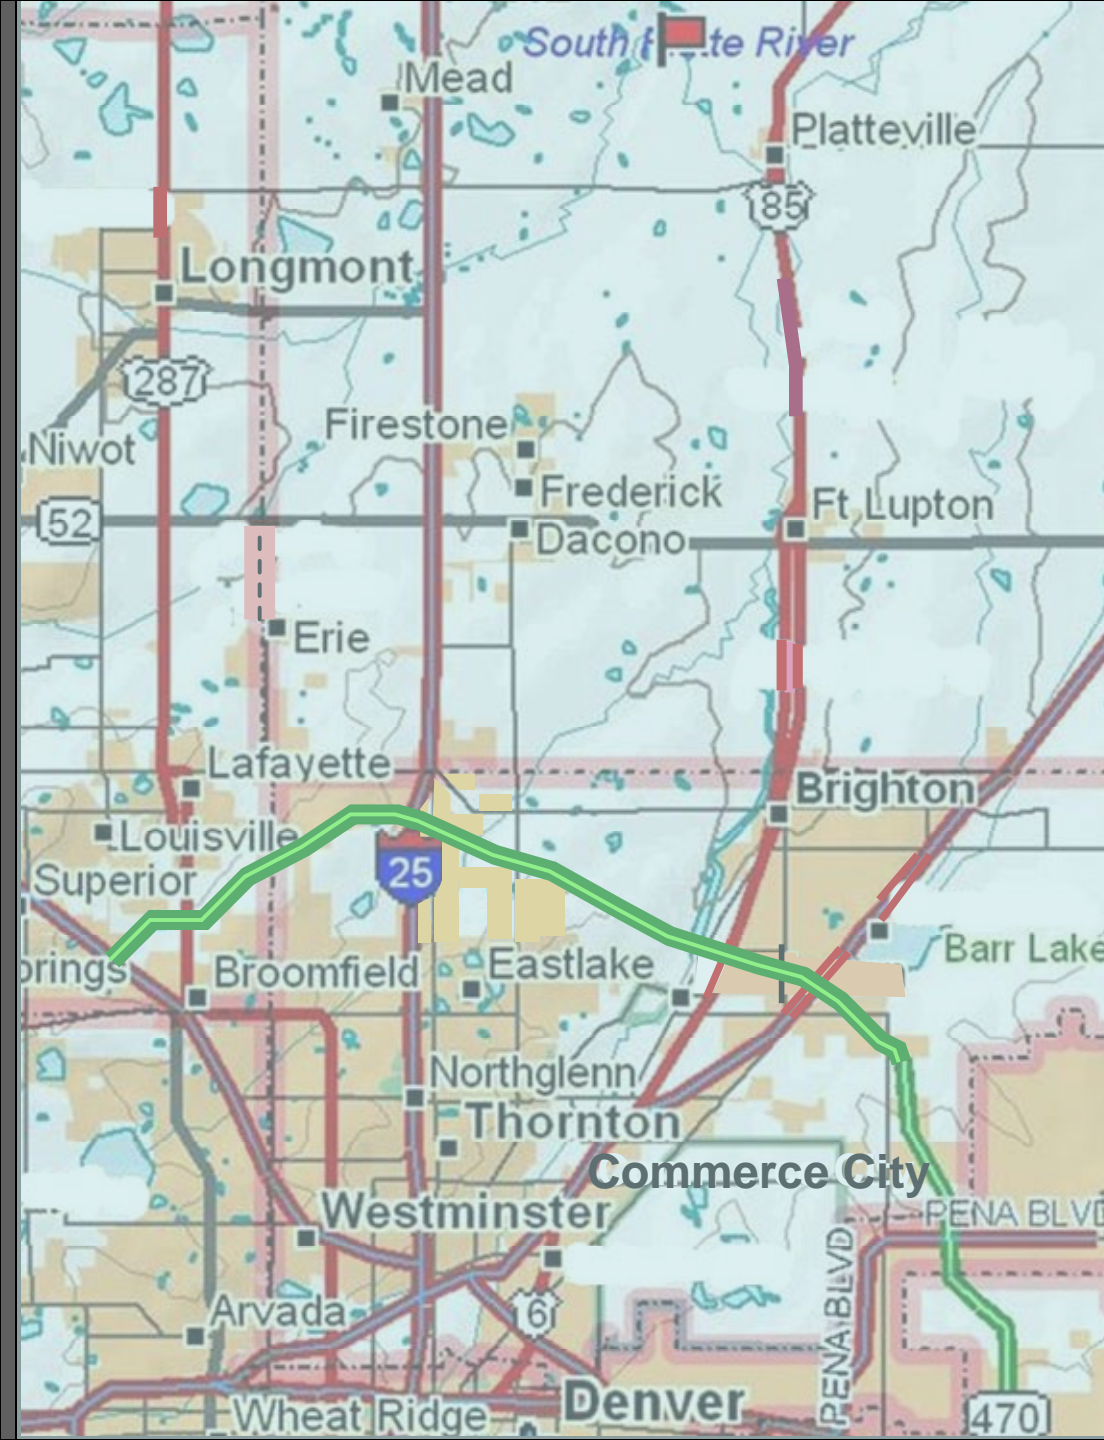 South Platte River
Mead
Platteville
85
Longmont
287
Firestone
Niwot
Frederick
Ft Lupton
52
Dacono
Erie
Lafayette
Brighton
Louisville
25
Superior
Barr Lake
prings
Broomfield
Eastlake
Northglenn
Thornton
Commerce City
Westminster
PENA BLVD
PENA BLVD
Arvada
6
Denver
Wheat Ridge
470